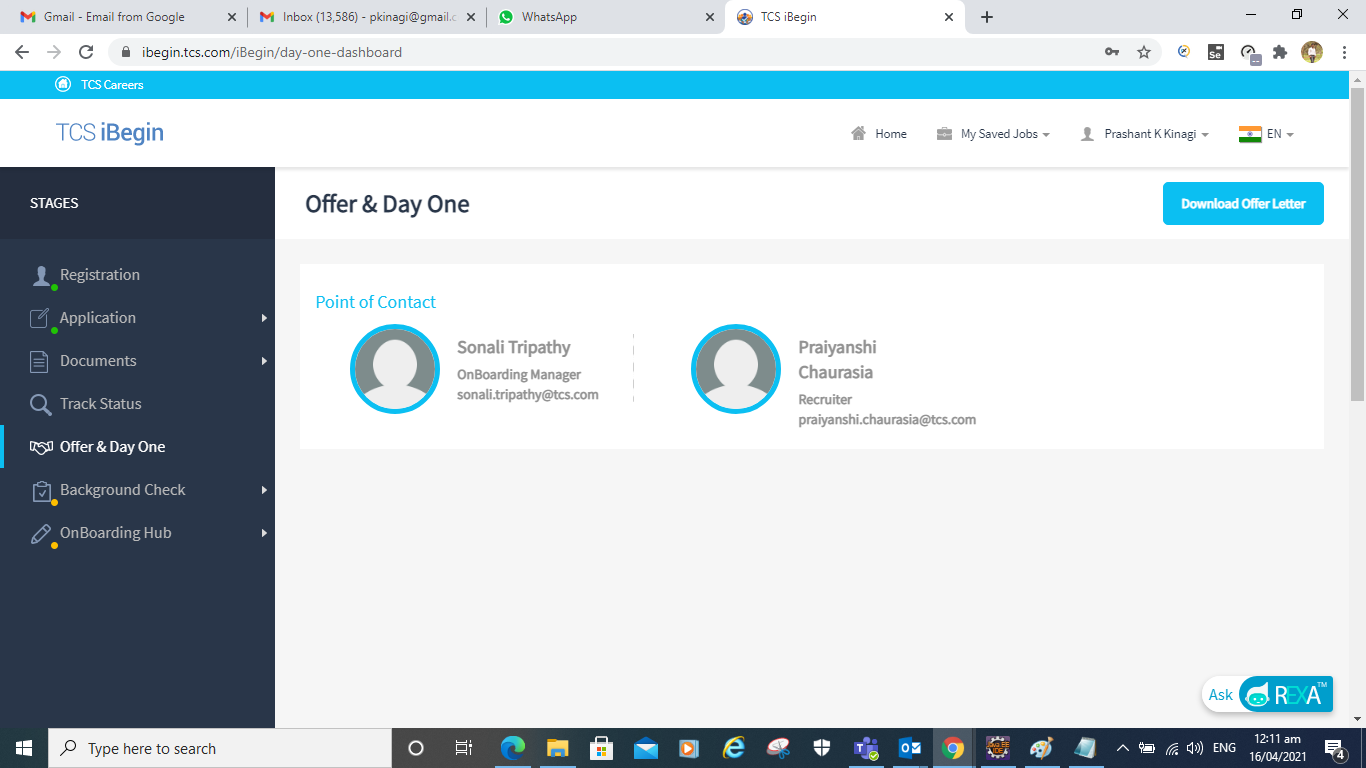 Gmail - Email from Google
Inbox (13,586) - pkinagi@gmail.c
WhatsApp
TCS iBegin
ibegin.tcs.com/iBegin/day-one-dashboard
TCS Careers
TCS iBegin
Home
My Saved Jobs
Prashant K Kinagi
EN
STAGES
Offer & Day One
Download Offer Letter
Registration
Application
Documents
Track Status
Offer & Day One
Background Check
OnBoarding Hub
Point of Contact
Sonali Tripathy
OnBoarding Manager
sonali.tripathy@tcs.com
Praiyanshi
Chaurasia
Recruiter
praiyanshi.chaurasia@tcs.com
Ask REXA™
Type here to search
ENG
12:11 am
16/04/2021
4